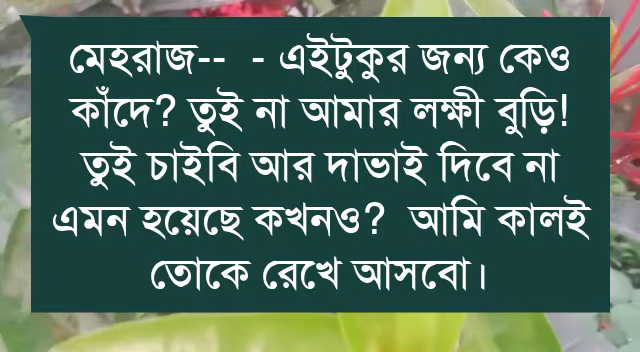 মেহরাজ--  - এইটুকুর জন্য কেও
কাঁদে? তুই না আমার লক্ষী বুড়ি!
তুই চাইবি আর দাভাই দিবে না
এমন হয়েছে কখনও?  আমি কালই
তোকে রেখে আসবো।